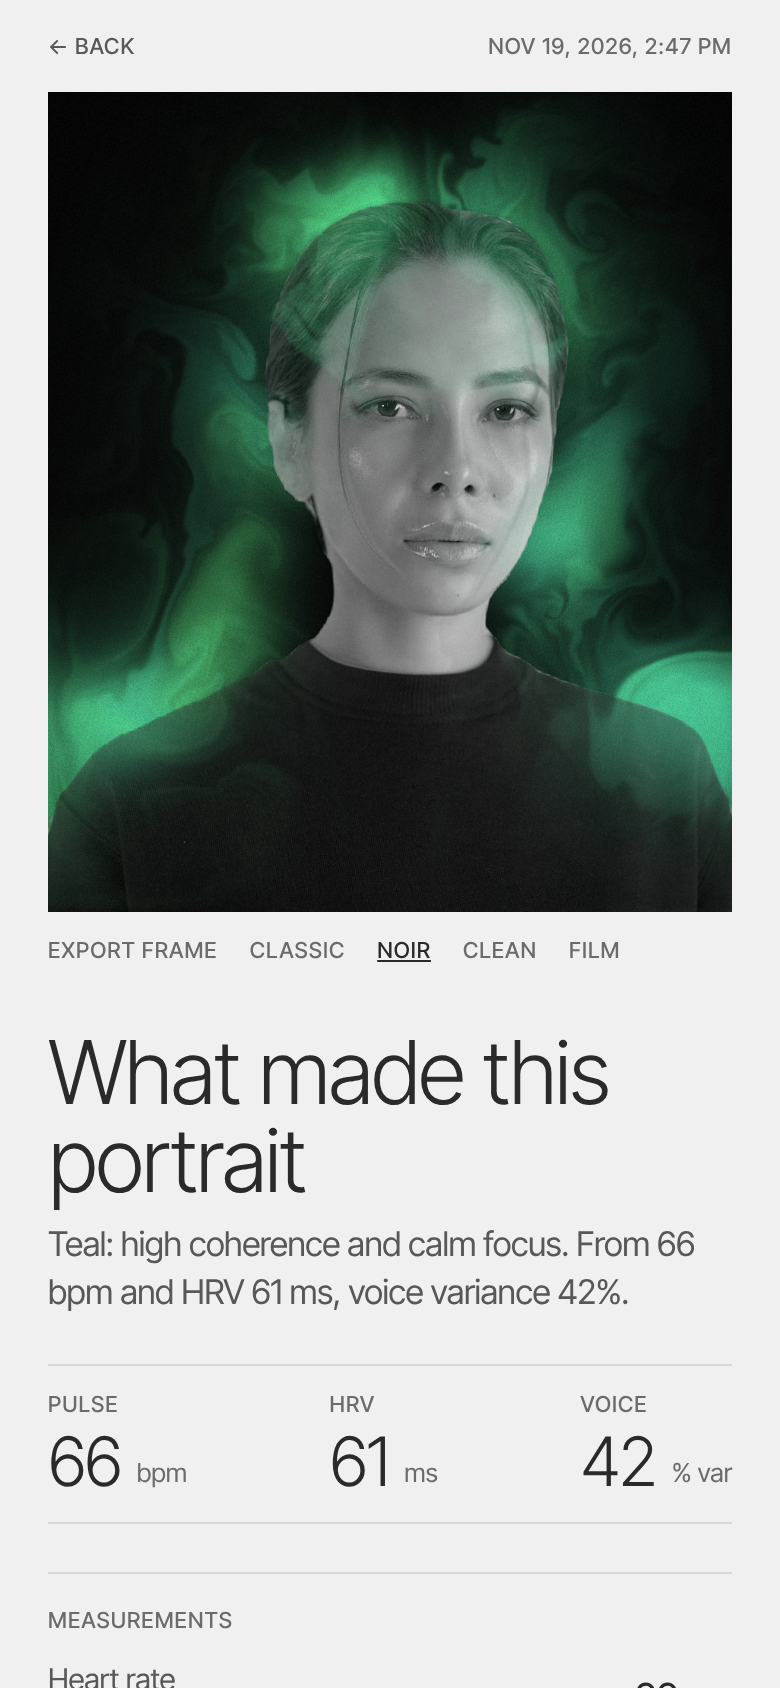 ← BACK
NOV 19, 2026, 2:47 PM
EXPORT FRAME CLASSIC NOIR CLEAN FILM
What made this
portrait
Teal: high coherence and calm focus. From 66
bpm and HRV 61 ms, voice variance 42%.
PULSE HRV VOICE
66 bpm 61 ms 42 % var
MEASUREMENTS
Heart rate